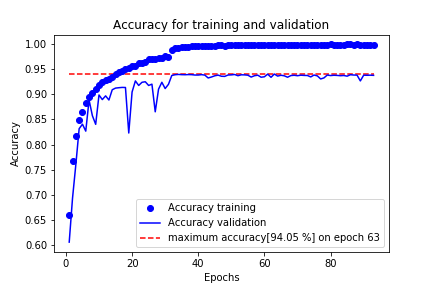 Accuracy for training and validation
1.00
0.95
0.90
0.85
0.80
0.75
0.70
0.65
0.60
Accuracy
0
20
40
60
80
Epochs
Accuracy training
Accuracy validation
maximum accuracy[94.05 %] on epoch 63